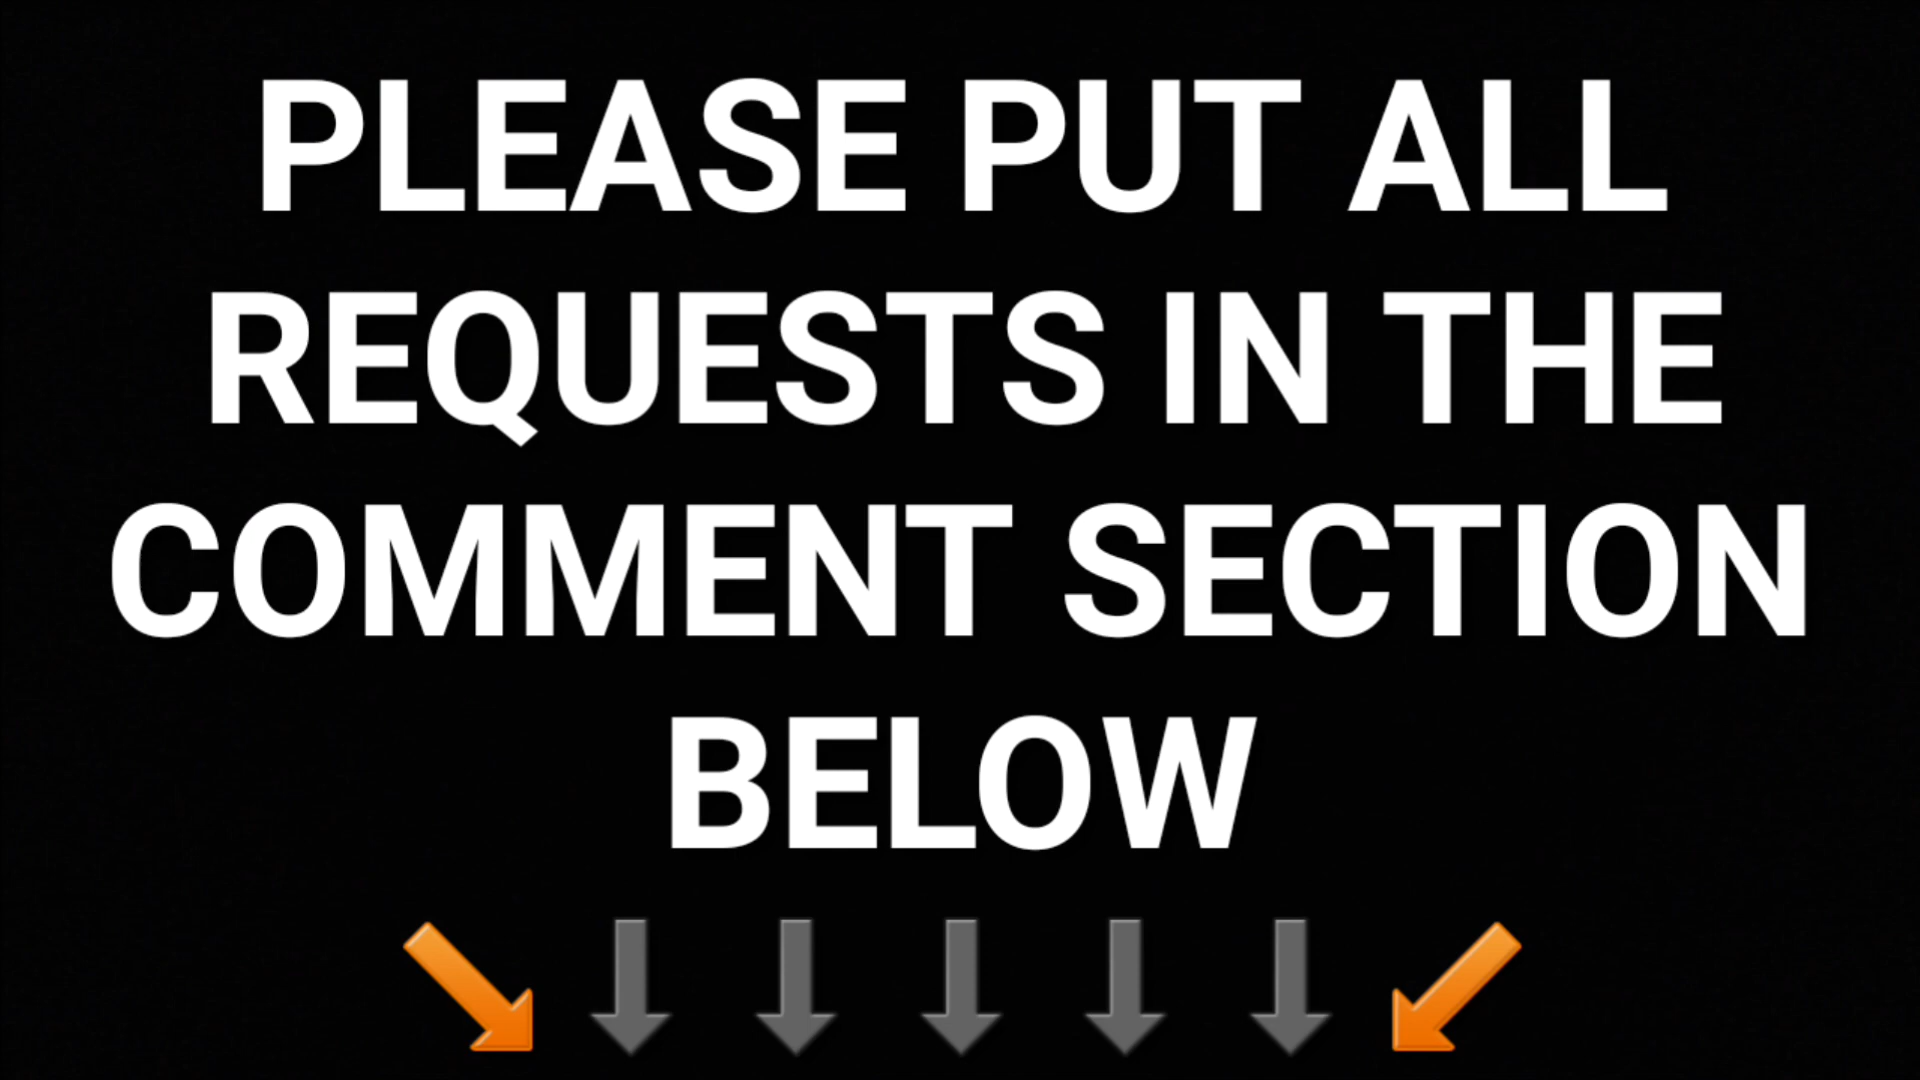 PLEASE PUT ALL
REQUESTS IN THE
COMMENT SECTION
BELOW